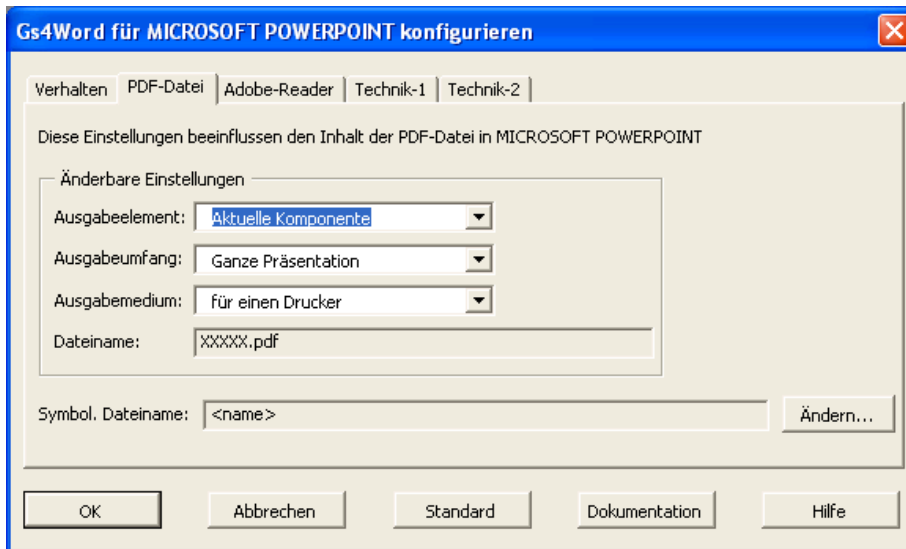 Gs4Word für MICROSOFT POWERPOINT konfigurieren
Verhalten PDF-Datei Adobe-Reader Technik-1 Technik-2
Diese Einstellungen beeinflussen den Inhalt der PDF-Datei in MICROSOFT POWERPOINT
Änderbare Einstellungen
Ausgabeelement: Aktuelle Komponente
Ausgabeumfang: Ganze Präsentation
Ausgabemedium: für einen Drucker
Dateiname: XXXXX.pdf
Symbol. Dateiname: <name> Ändern...
OK Abbrechen Standard Dokumentation Hilfe